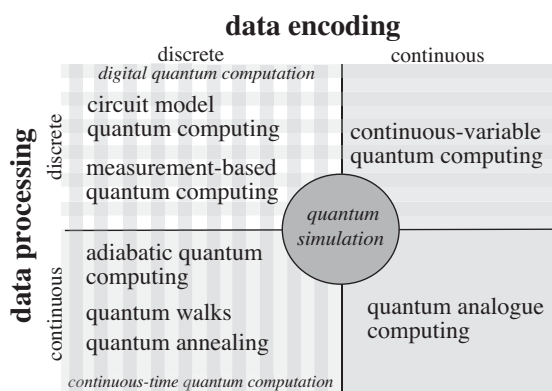 data encoding
discrete
continuous
digital quantum computation
data processing
discrete
circuit model
quantum computing
measurement-based
quantum computing
continuous-variable
quantum computing
quantum
simulation
continuous
adiabatic quantum
computing
quantum walks
quantum annealing
quantum analogue
computing
continuous-time quantum computation